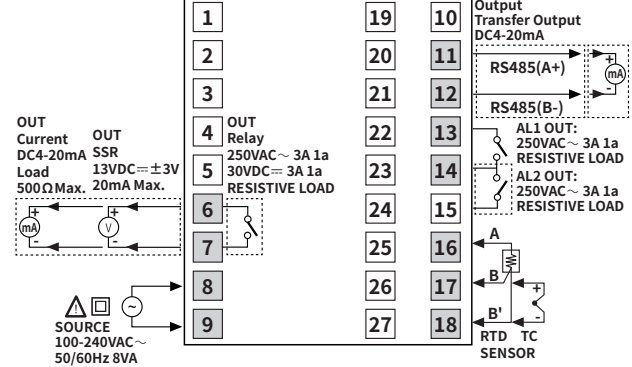 Output
Transfer Output
DC4-20mA
1
19
10
2
20
11
RS485(A+)
mA
+
-
3
21
12
RS485(B-)
OUT
Current
DC4-20mA
Load
500ΩMax.
OUT
SSR
13VDC⎓±3V
20mA Max.
4
OUT
Relay
250VAC～ 3A 1a
30VDC⎓ 3A 1a
RESISTIVE LOAD
22
13
AL1 OUT:
250VAC～ 3A 1a
RESISTIVE LOAD
5
23
14
AL2 OUT:
250VAC～ 3A 1a
RESISTIVE LOAD
6
24
15
+
mA
-
+
V
-
7
25
16
A
8
26
17
B
+
-
9
27
18
B'
SOURCE
100-240VAC～
50/60Hz 8VA
RTD
TC
SENSOR